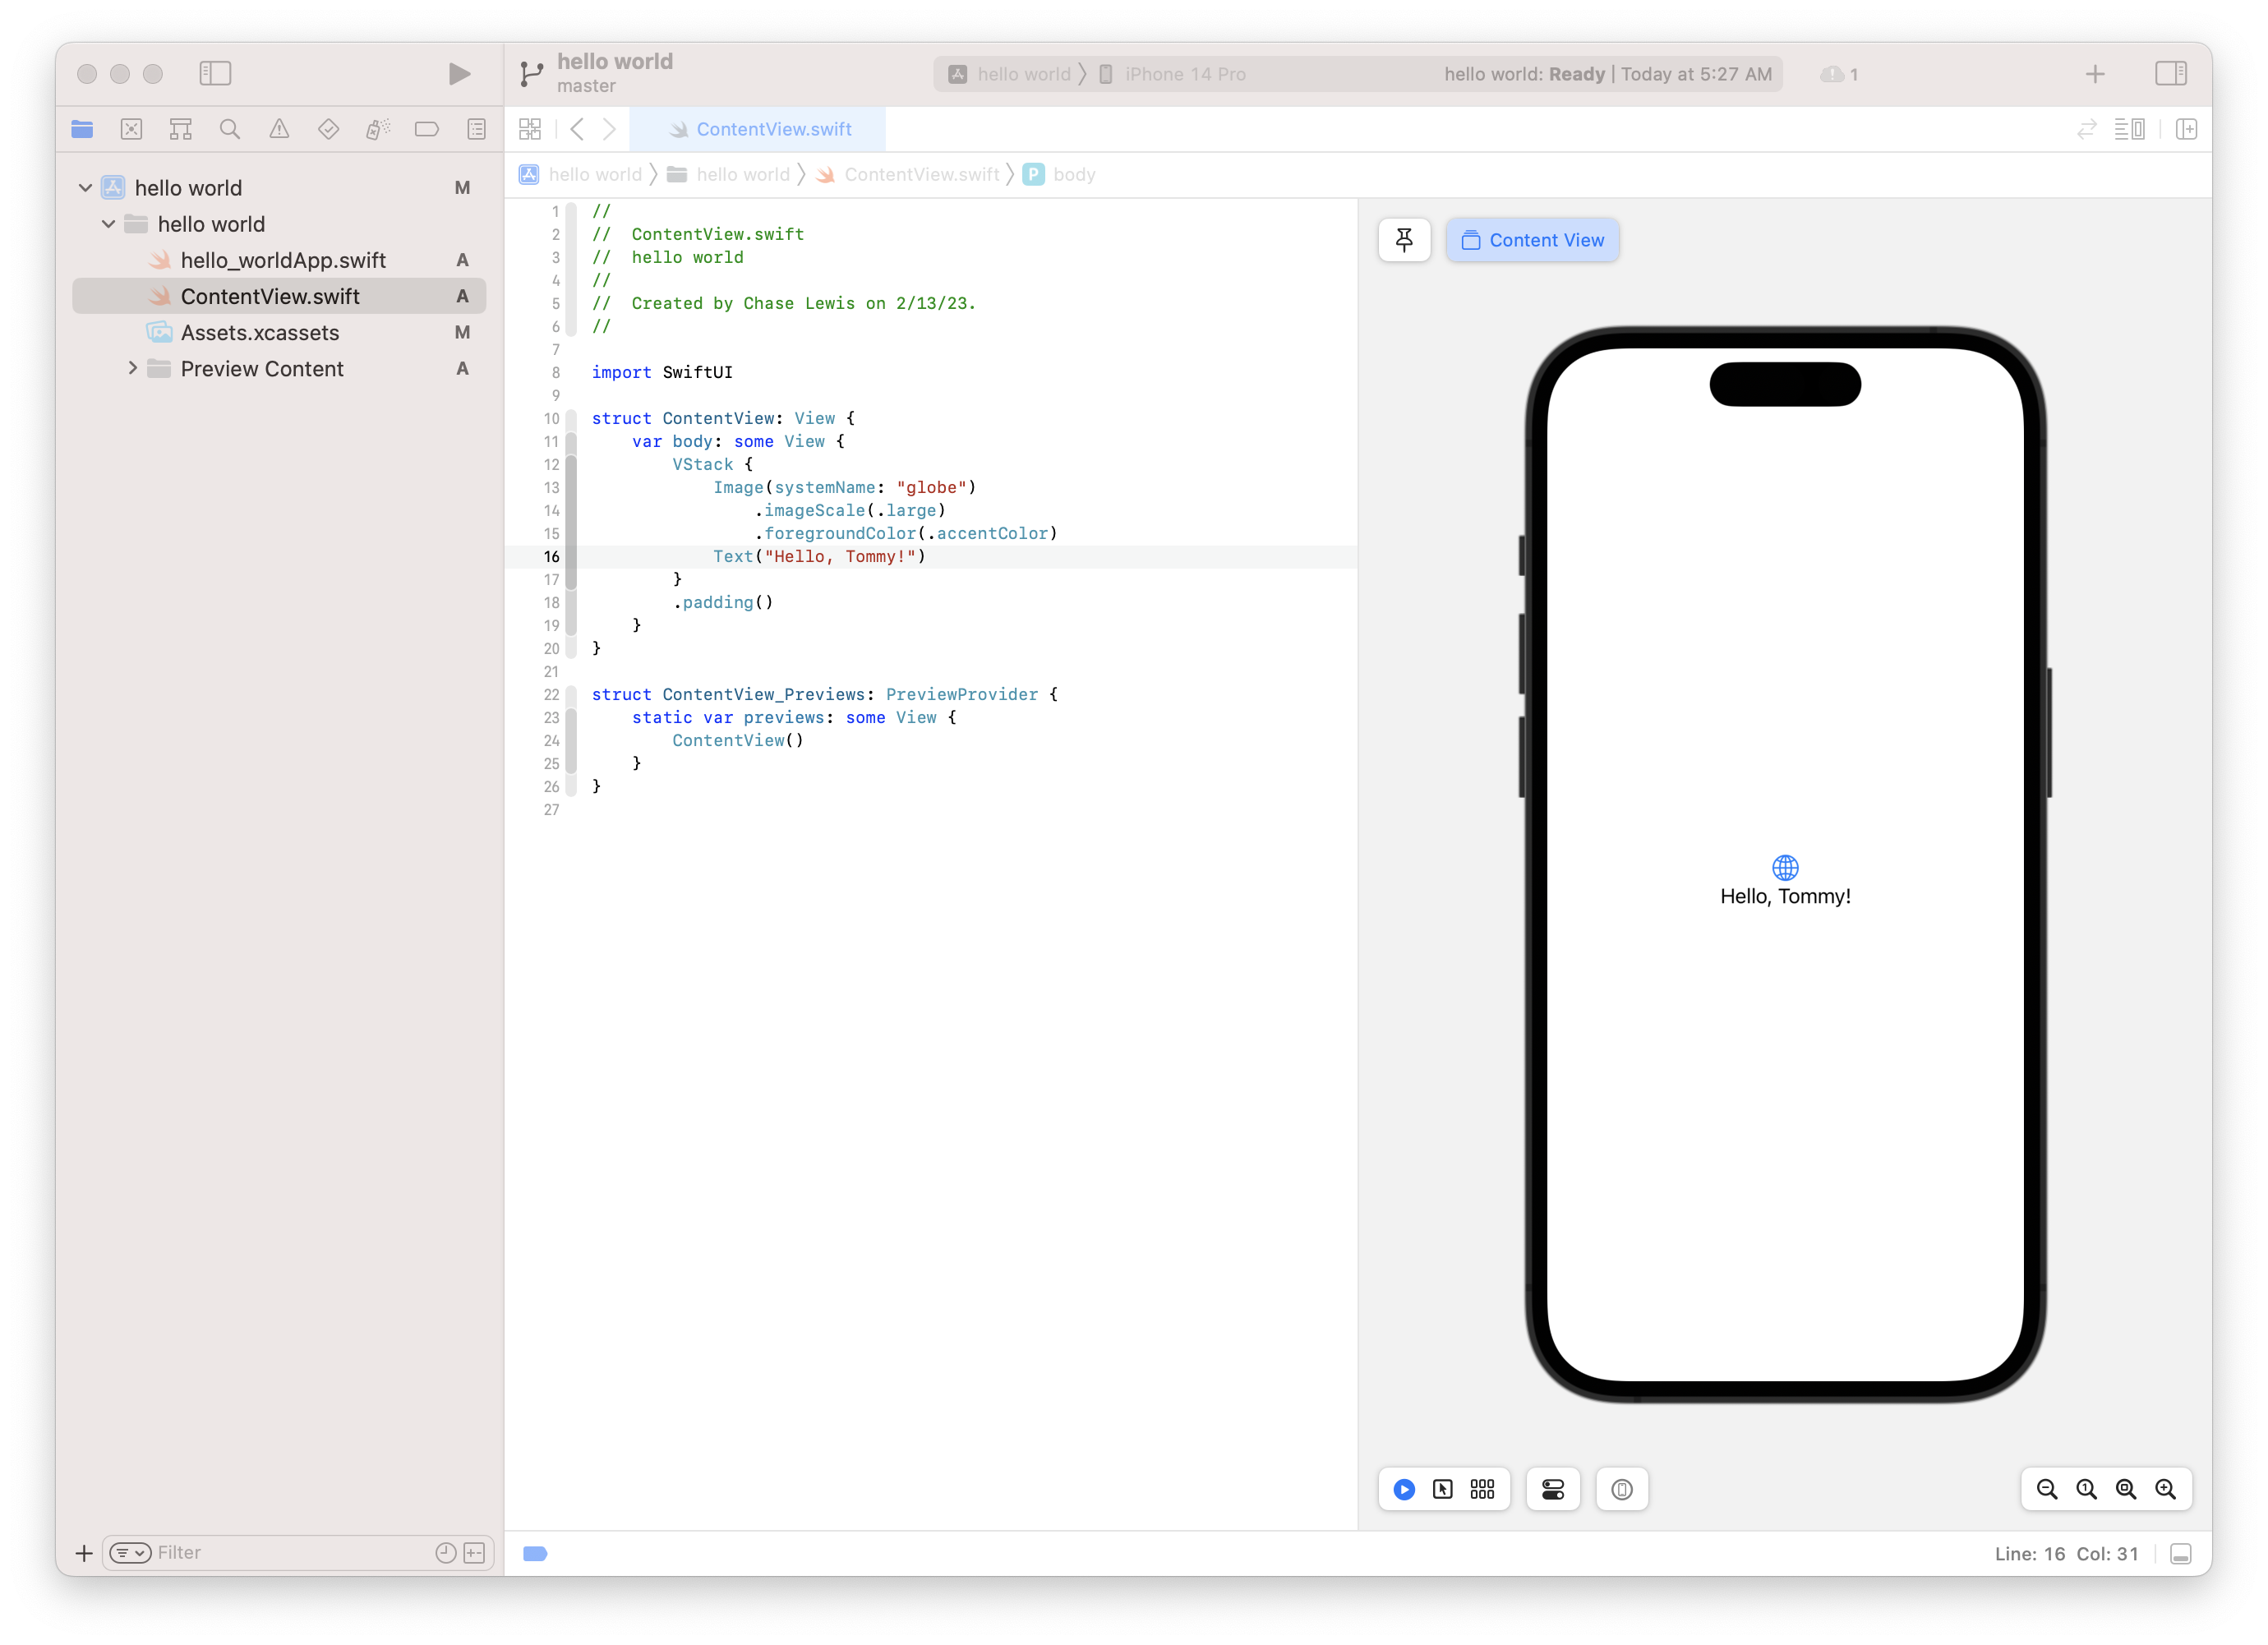 hello world
master
hello world
iPhone 14 Pro
hello world: Ready | Today at 5:27 AM
1
ContentView.swift
hello world
hello world
ContentView.swift
P
body
hello world M
hello world
hello_worldApp.swift A
ContentView.swift A
Assets.xcassets M
Preview Content A
1 //
2 //  ContentView.swift
3 //  hello world
4 //
5 //  Created by Chase Lewis on 2/13/23.
6 //
7
8 import SwiftUI
9
10 struct ContentView: View {
11     var body: some View {
12         VStack {
13             Image(systemName: "globe")
14                 .imageScale(.large)
15                 .foregroundColor(.accentColor)
16             Text("Hello, Tommy!")
17         }
18         .padding()
19     }
20 }
21
22 struct ContentView_Previews: PreviewProvider {
23     static var previews: some View {
24         ContentView()
25     }
26 }
27
Content View
Hello, Tommy!
Filter
Line: 16  Col: 31